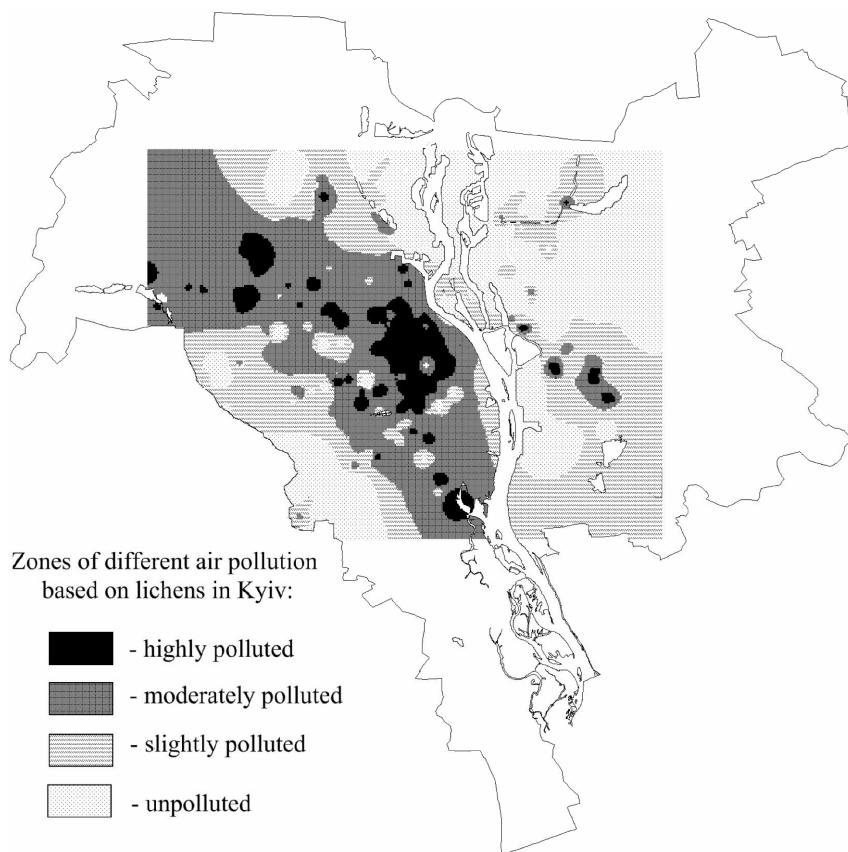 Zones of different air pollution
based on lichens in Kyiv:
- highly polluted
- moderately polluted
- slightly polluted
- unpolluted